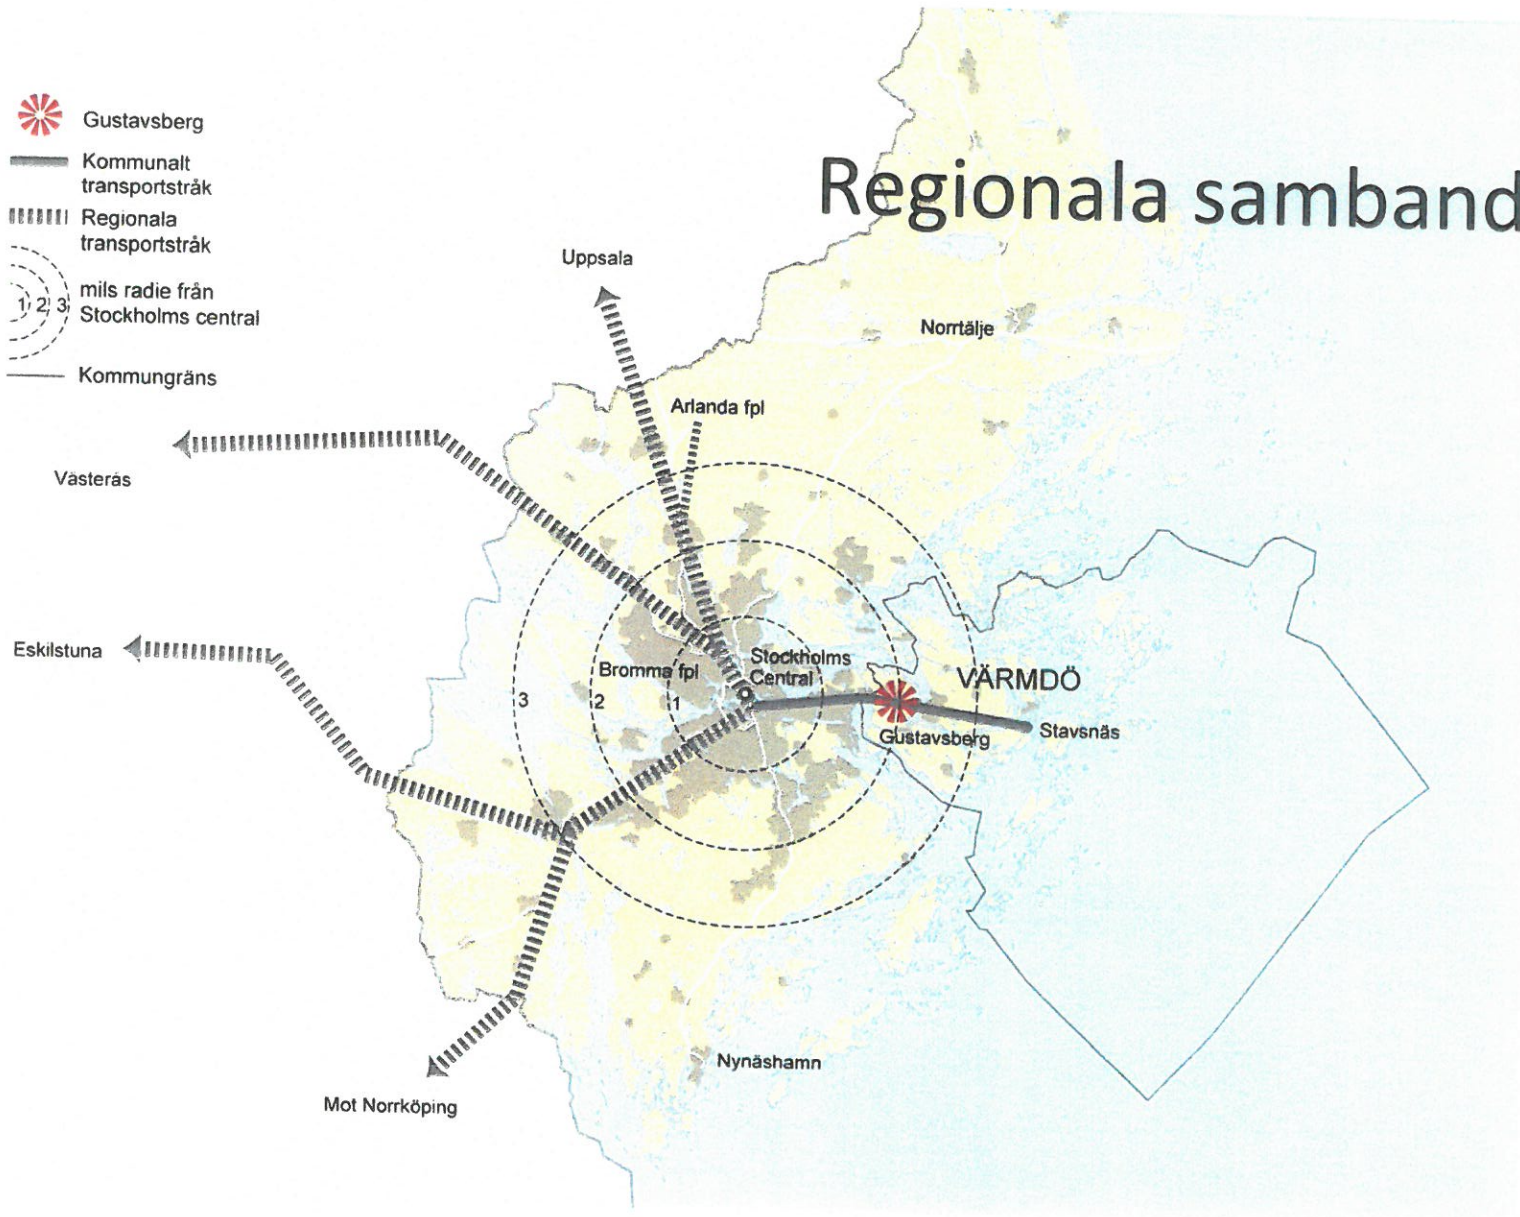 Regionala samband
Gustavsberg
Kommunalt
transportstråk
Regionala
transportstråk
1 2 3
mils radie från
Stockholms central
Kommungräns
Uppsala
Norrtälje
Arlanda fpl
Västerås
Eskilstuna
Bromma fpl
Stockholms
Central
3 2 1
VÄRMDÖ
Gustavsberg
Stavsnäs
Nynäshamn
Mot Norrköping